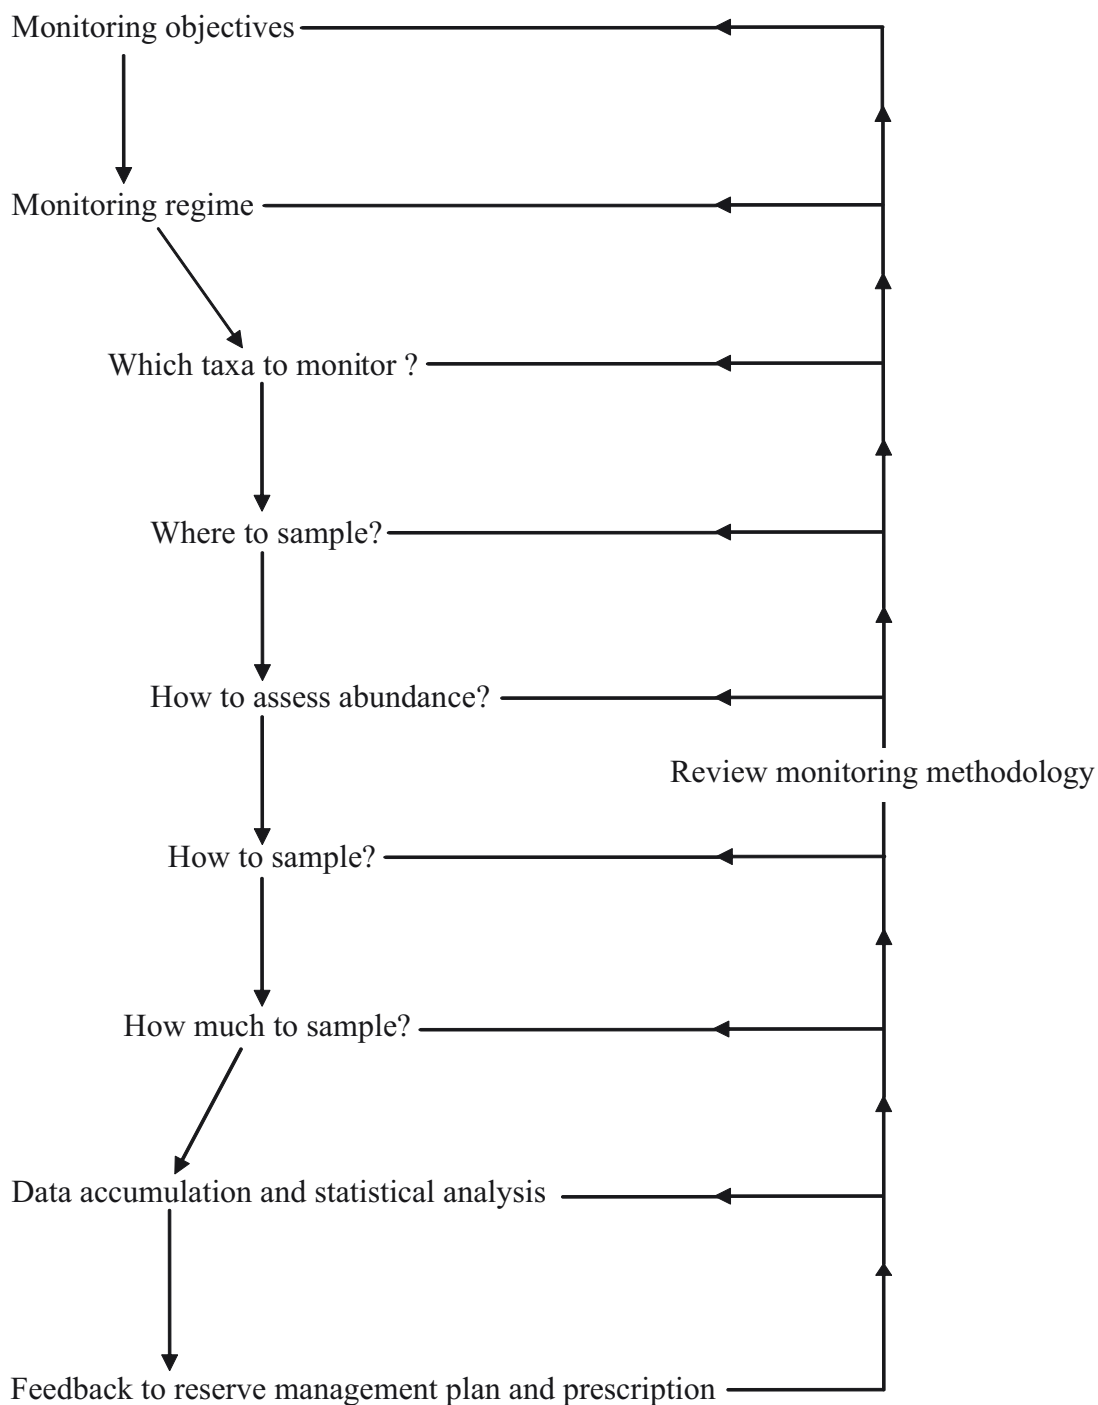 Monitoring objectives
Monitoring regime
Which taxa to monitor ?
Where to sample?
How to assess abundance?
Review monitoring methodology
How to sample?
How much to sample?
Data accumulation and statistical analysis
Feedback to reserve management plan and prescription